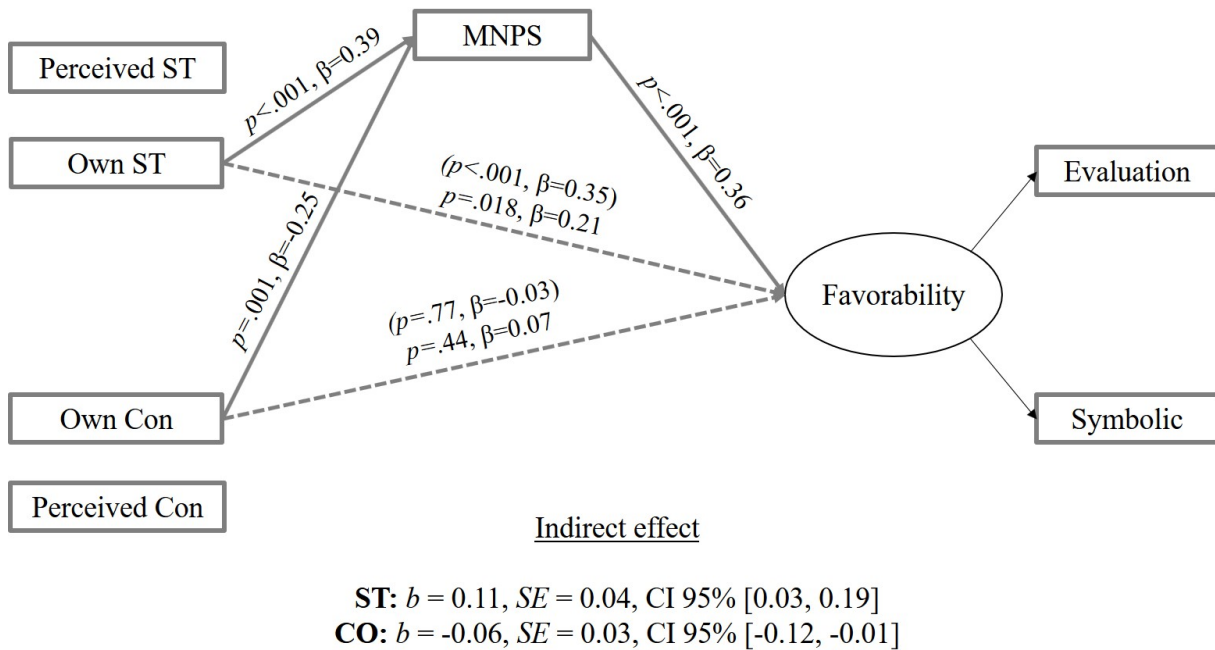 MNPS
Perceived ST
p<.001, β=0.39
p<.001, β=0.36
Own ST
(p<.001, β=0.35)
p=.018, β=0.21
Evaluation
p=.001, β=-0.25
(p=.77, β=-0.03)
p=.44, β=0.07
Favorability
Own Con
Symbolic
Perceived Con
Indirect effect
ST: b = 0.11, SE = 0.04, CI 95% [0.03, 0.19]
CO: b = -0.06, SE = 0.03, CI 95% [-0.12, -0.01]